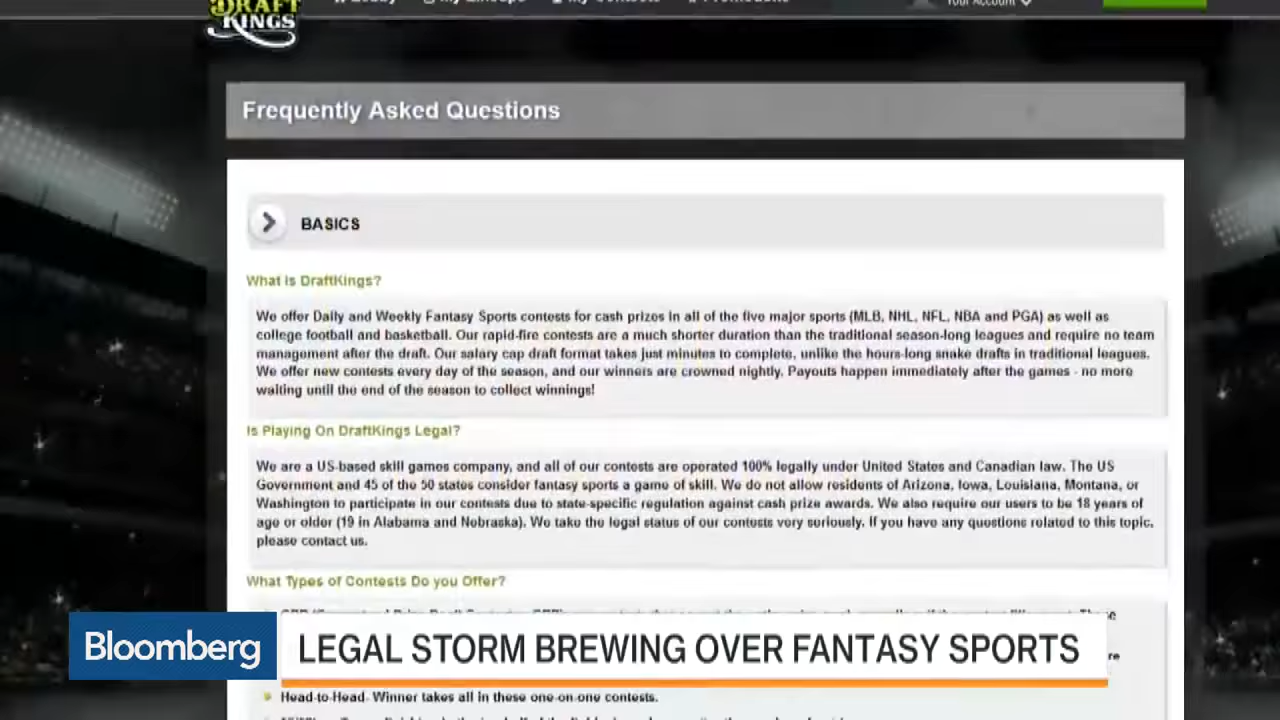 DRAFT
KINGS
Your Account
Frequently Asked Questions
BASICS
What Is DraftKings?
We offer Daily and Weekly Fantasy Sports contests for cash prizes in all of the five major sports (MLB, NHL, NFL, NBA and PGA) as well as
college football and basketball. Our rapid-fire contests are a much shorter duration than the traditional season-long leagues and require no team
management after the draft. Our salary cap draft format takes just minutes to complete, unlike the hours-long snake drafts in traditional leagues.
We offer new contests every day of the season, and our winners are crowned nightly. Payouts happen immediately after the games - no more
waiting until the end of the season to collect winnings!
Is Playing On DraftKings Legal?
We are a US-based skill games company, and all of our contests are operated 100% legally under United States and Canadian law. The US
Government and 45 of the 50 states consider fantasy sports a game of skill. We do not allow residents of Arizona, Iowa, Louisiana, Montana, or
Washington to participate in our contests due to state-specific regulation against cash prize awards. We also require our users to be 18 years of
age or older (19 in Alabama and Nebraska). We take the legal status of our contests very seriously. If you have any questions related to this topic,
please contact us.
What Types of Contests Do you Offer?
Bloomberg
LEGAL STORM BREWING OVER FANTASY SPORTS
Head-to-Head- Winner takes all in these one-on-one contests.